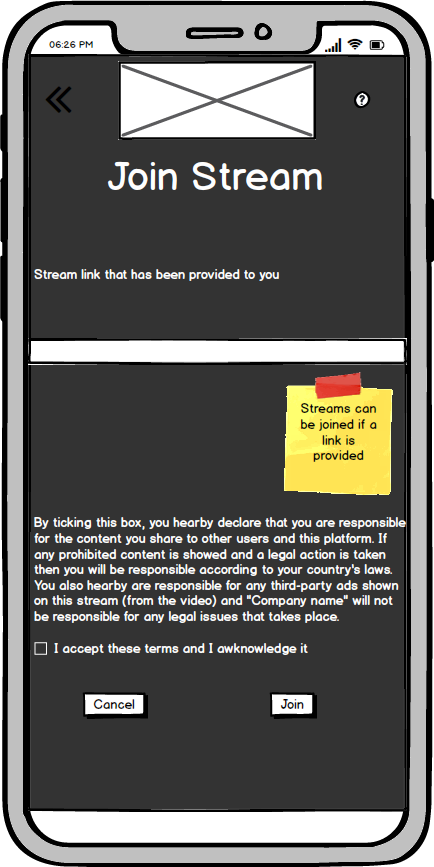 06:26 PM
?
Join Stream
Stream link that has been provided to you
Streams can
be joined if a
link is
provided
By ticking this box, you hearby declare that you are responsible
for the content you share to other users and this platform. If
any prohibited content is showed and a legal action is taken
then you will be responsible according to your country's laws.
You also hearby are responsible for any third-party ads shown
on this stream (from the video) and "Company name" will not
be responsible for any legal issues that takes place.
I accept these terms and I awknowledge it
Cancel
Join